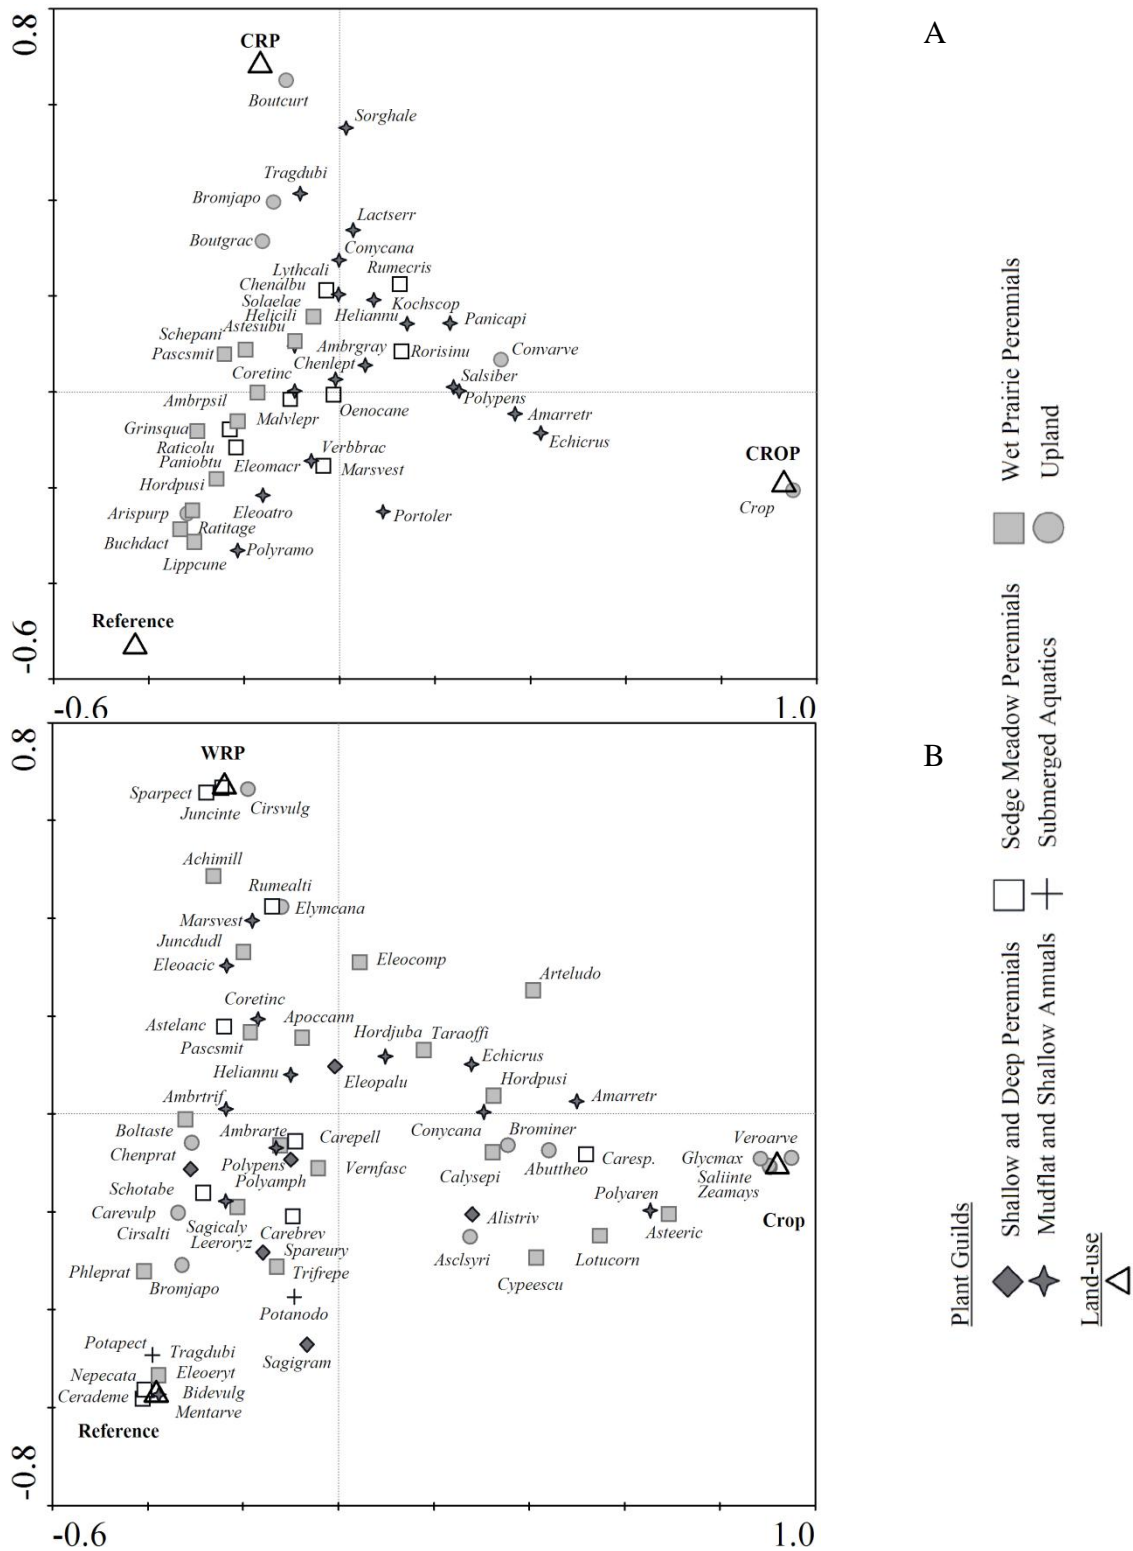 A
0.8
CRP
Boutcurt
Sorghale
Tragdubi
Bromjapo
Lactserr
Boutgrac
Conycana
Lythcali
Rumecris
Chenalbu
Solaelae
Kochscop
Helicili
Heliannu
Panicapi
Astesubu
Schepani
Ambrgray
Rorisinu
Convarve
Pascsmit
Chenlept
Coretinc
Salsiber
Polypens
Ambrpsil
Malvlepr
Oenocane
Amarretr
Grinsqua
Echicrus
Raticolu
Verbbrac
Paniobtu
Eleomacr
Marsvest
CROP
Hordpusi
Crop
Arispurp
Eleoatro
Portoler
Ratitage
Buchdact
Polyramo
Lippcune
Reference
-0.6
-0.6
1.0
B
0.8
WRP
Sparpect
Juncinte
Cirsvulg
Achimill
Rumealti
Elymcana
Marsvest
Juncdudl
Eleocomp
Eleoacic
Arteludo
Coretinc
Astelanc
Apoccann
Hordjuba
Taraoffi
Pascsmit
Echicrus
Heliannu
Eleopalu
Hordpusi
Ambrtrif
Amarretr
Boltaste
Ambrarte
Carepell
Conycana
Brominer
Veroarve
Chenprat
Polypens
Vernfasc
Calysepi
Abuttheo
Caresp.
Glycmax
Saliinte
Schotabe
Polyamph
Polyaren
Zeamays
Carevulp
Sagicaly
Carebrev
Alistriv
Crop
Cirsalti
Leeroryz
Spareury
Asclsyri
Asteeric
Phleprat
Trifrepe
Cypeescu
Lotucorn
Bromjapo
Potanodo
Potapect
Tragdubi
Sagigram
Nepecata
Eleoeryt
Cerademe
Bidevulg
Mentarve
Reference
-0.8
-0.6
1.0
Plant Guilds
Shallow and Deep Perennials
Sedge Meadow Perennials
Wet Prairie Perennials
Mudflat and Shallow Annuals
Submerged Aquatics
Upland
Land-use